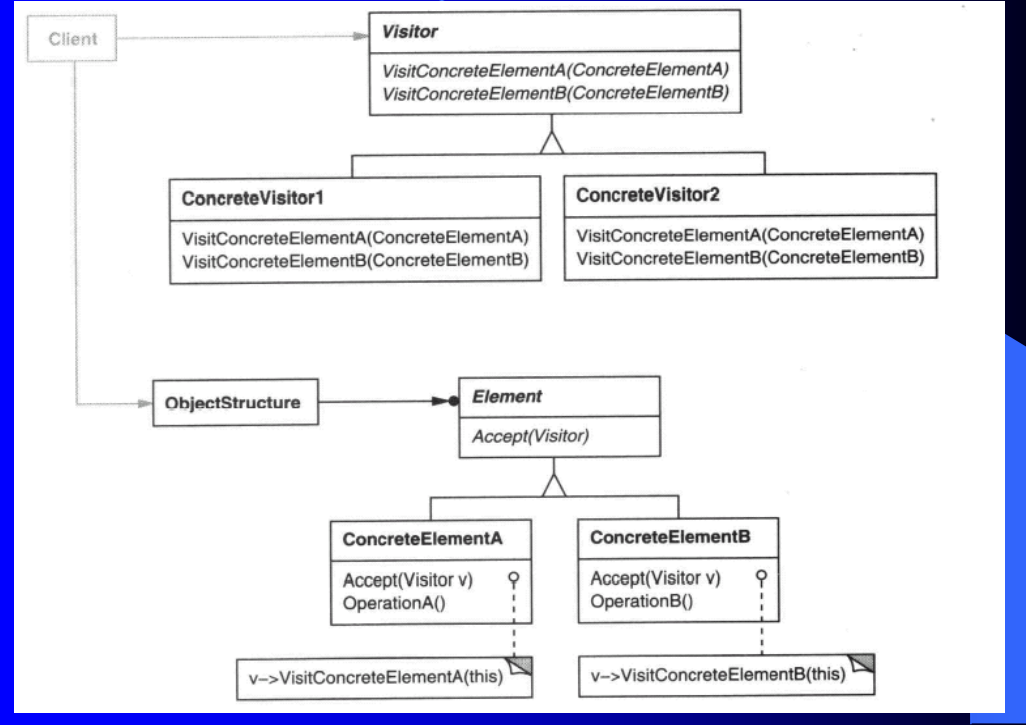 Client
Visitor
VisitConcreteElementA(ConcreteElementA)
VisitConcreteElementB(ConcreteElementB)
ConcreteVisitor1
VisitConcreteElementA(ConcreteElementA)
VisitConcreteElementB(ConcreteElementB)
ConcreteVisitor2
VisitConcreteElementA(ConcreteElementA)
VisitConcreteElementB(ConcreteElementB)
ObjectStructure
Element
Accept(Visitor)
ConcreteElementA
Accept(Visitor v)
OperationA()
ConcreteElementB
Accept(Visitor v)
OperationB()
v->VisitConcreteElementA(this)
v->VisitConcreteElementB(this)